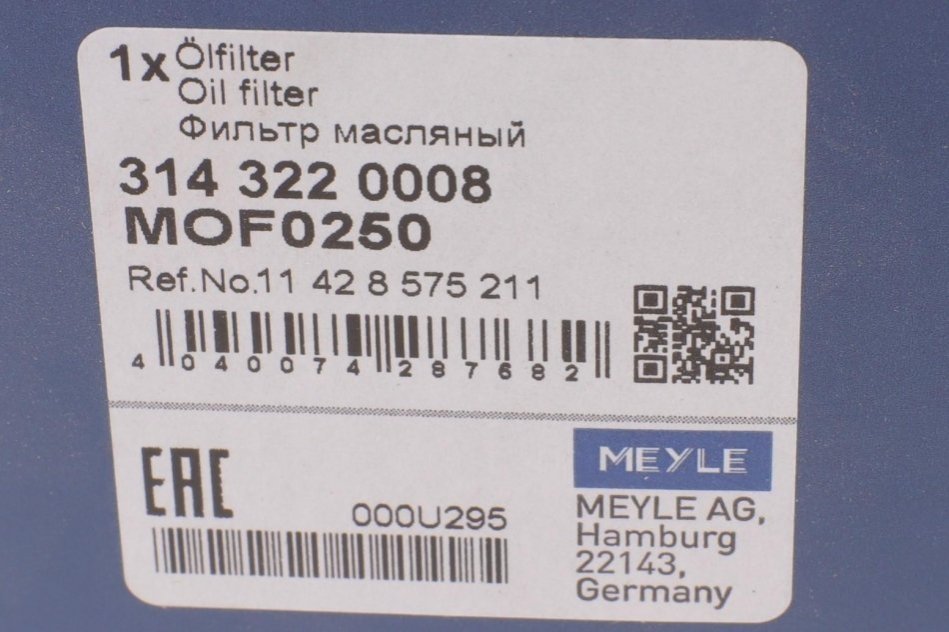 1x Ölfilter
Oil filter
Фильтр масляный
314 322 0008
MOF0250
Ref.No.11 42 8 575 211
4 040074 287682
EAC
000U295
MEYLE
MEYLE AG,
Hamburg
22143,
Germany